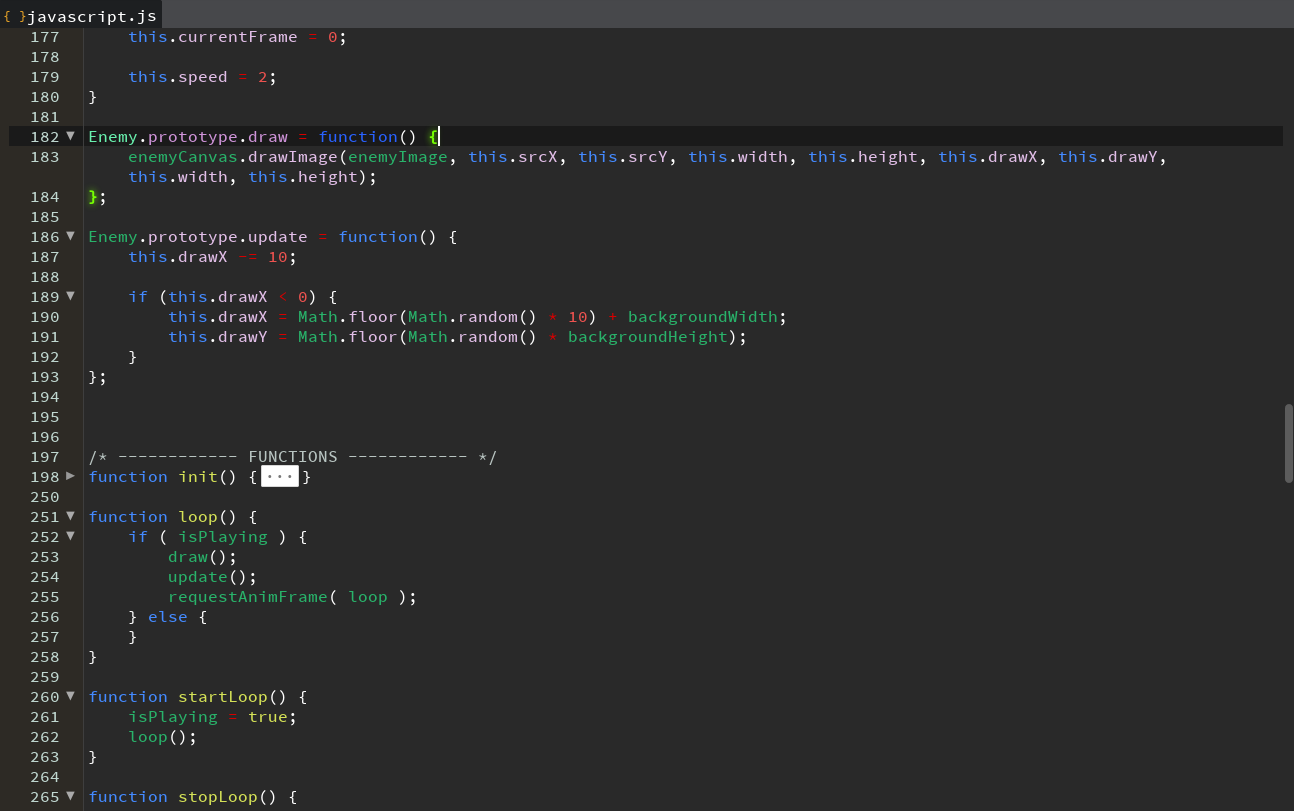 { }javascript.js
177     this.currentFrame = 0;
178
179     this.speed = 2;
180 }
181
182 ▼ Enemy.prototype.draw = function() {
183     enemyCanvas.drawImage(enemyImage, this.srcX, this.srcY, this.width, this.height, this.drawX, this.drawY,
    this.width, this.height);
184 };
185
186 ▼ Enemy.prototype.update = function() {
187     this.drawX -= 10;
188
189 ▼     if (this.drawX < 0) {
190         this.drawX = Math.floor(Math.random() * 10) + backgroundWidth;
191         this.drawY = Math.floor(Math.random() * backgroundHeight);
192     }
193 };
194
195
196
197 /* ------------ FUNCTIONS ------------ */
198 ▶ function init() {···}
250
251 ▼ function loop() {
252 ▼     if ( isPlaying ) {
253         draw();
254         update();
255         requestAnimFrame( loop );
256     } else {
257     }
258 }
259
260 ▼ function startLoop() {
261     isPlaying = true;
262     loop();
263 }
264
265 ▼ function stopLoop() {